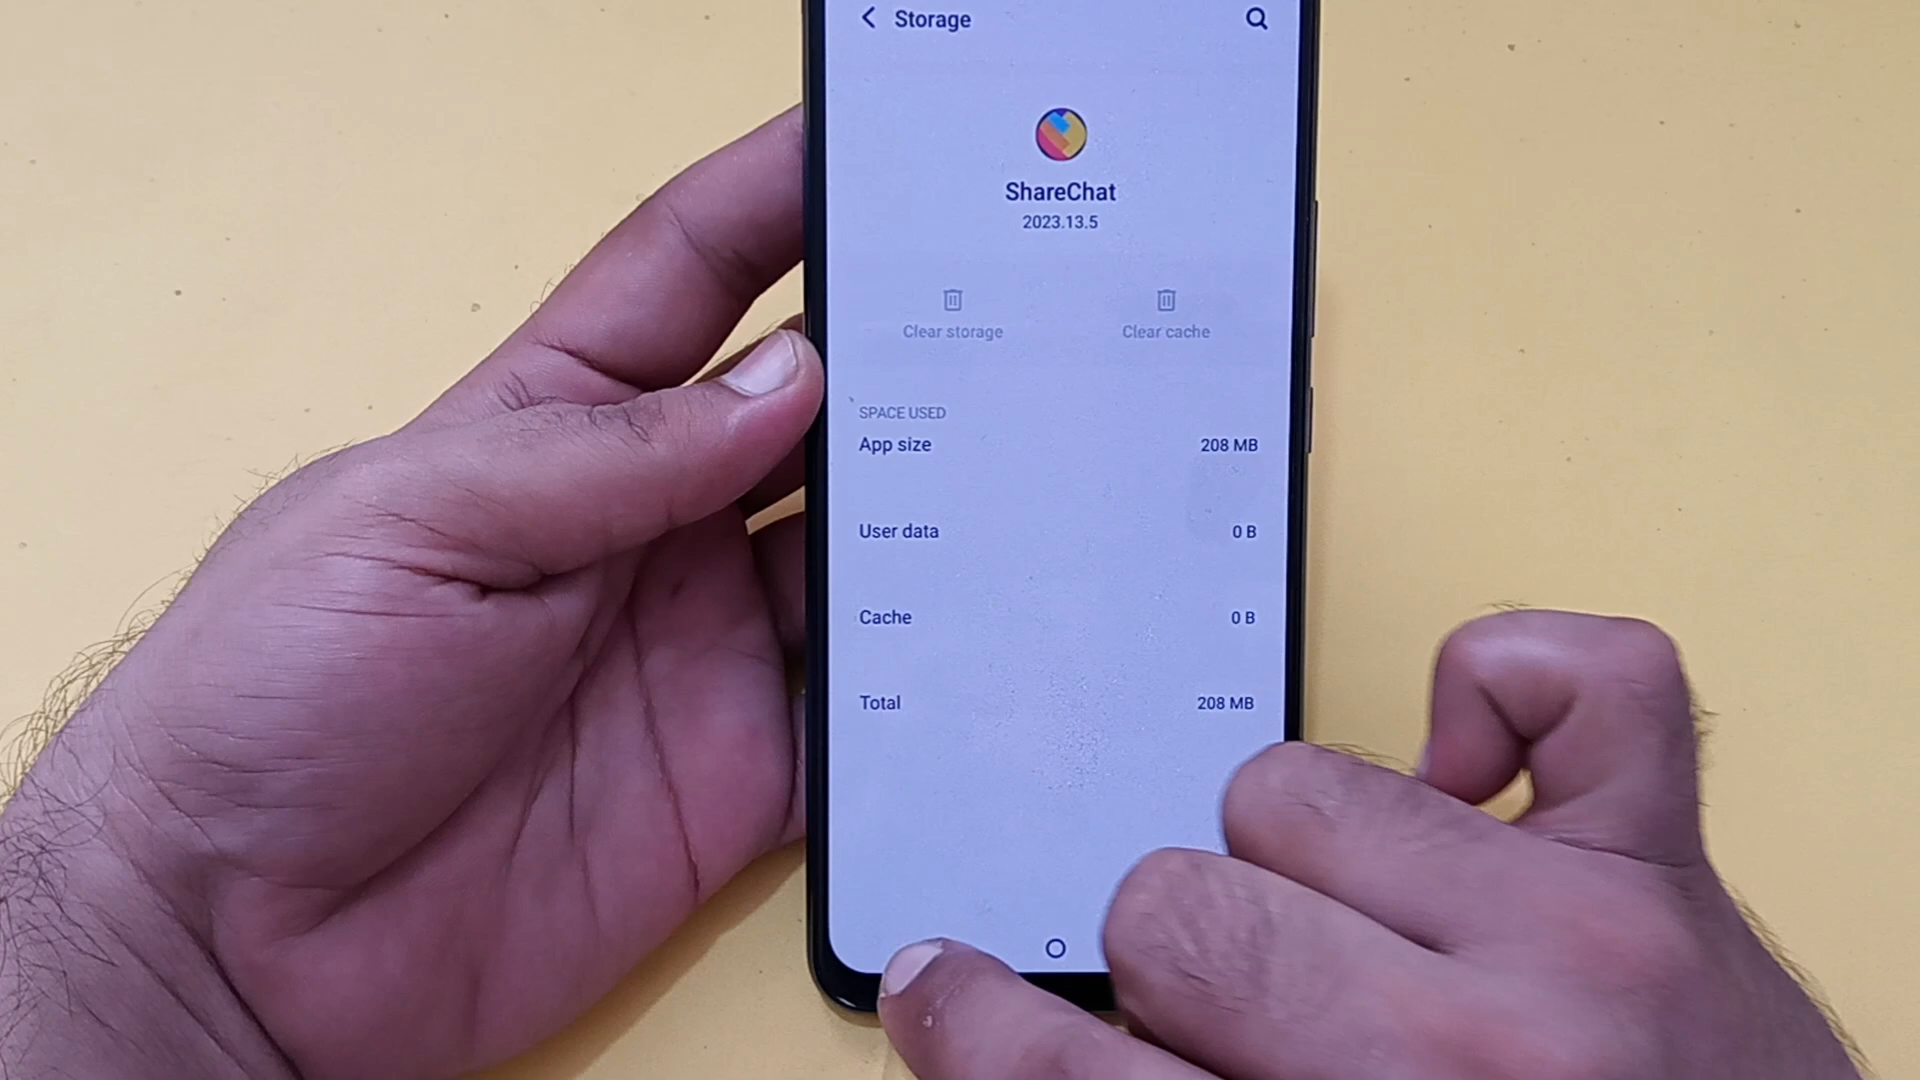 Storage
ShareChat
2023.13.5
Clear storage
Clear cache
SPACE USED
App size
208 MB
User data
0 B
Cache
0 B
Total
208 MB